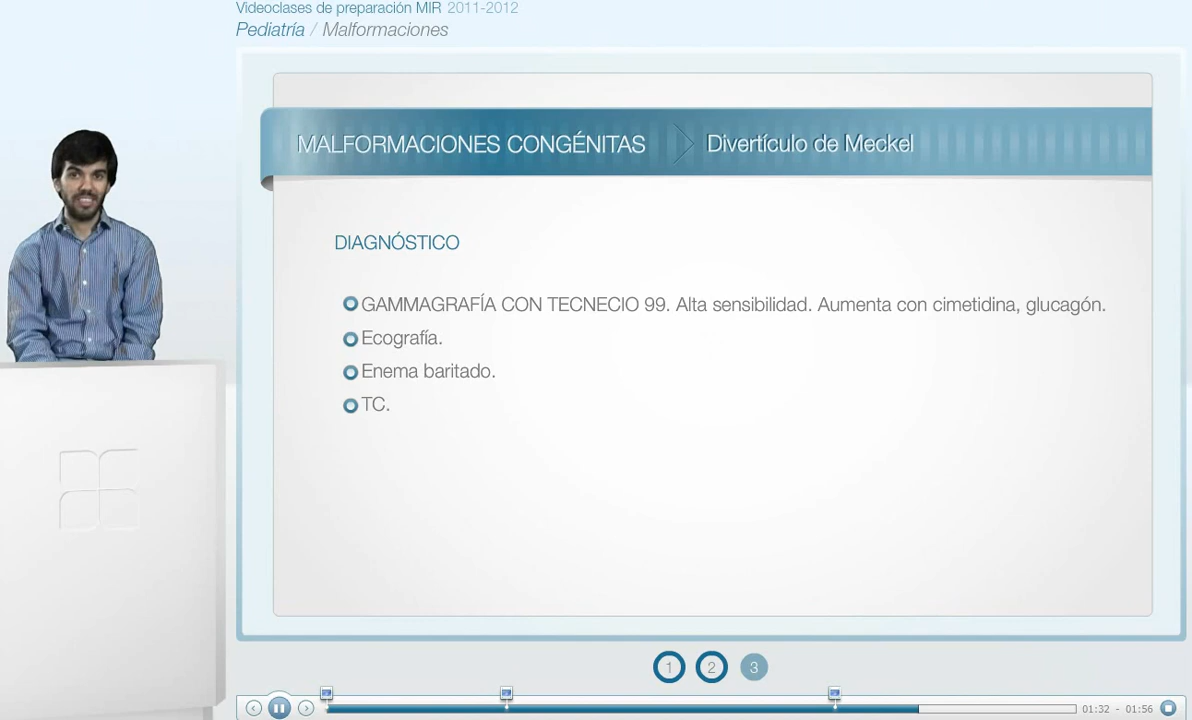 Videoclases de preparación MIR 2011-2012
Pediatría / Malformaciones
MALFORMACIONES CONGÉNITAS Divertículo de Meckel
DIAGNÓSTICO
GAMMAGRAFÍA CON TECNECIO 99. Alta sensibilidad. Aumenta con cimetidina, glucagón.
Ecografía.
Enema baritado.
TC.
1 2 3
01:32 - 01:56